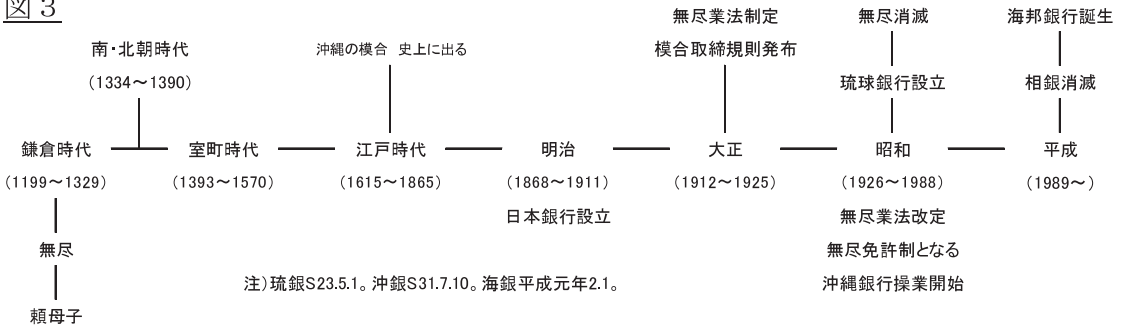 図３
無尽業法制定 無尽消滅 海邦銀行誕生
南・北朝時代 沖縄の模合 史上に出る 模合取締規則発布
(1334～1390) 琉球銀行設立 相銀消滅
鎌倉時代 室町時代 江戸時代 明治 大正 昭和 平成
(1199～1329) (1393～1570) (1615～1865) (1868～1911) (1912～1925) (1926～1988) (1989～)
日本銀行設立 無尽業法改定
無尽 無尽免許制となる
注)琉銀S23.5.1。沖銀S31.7.10。海銀平成元年2.1。 沖縄銀行操業開始
頼母子